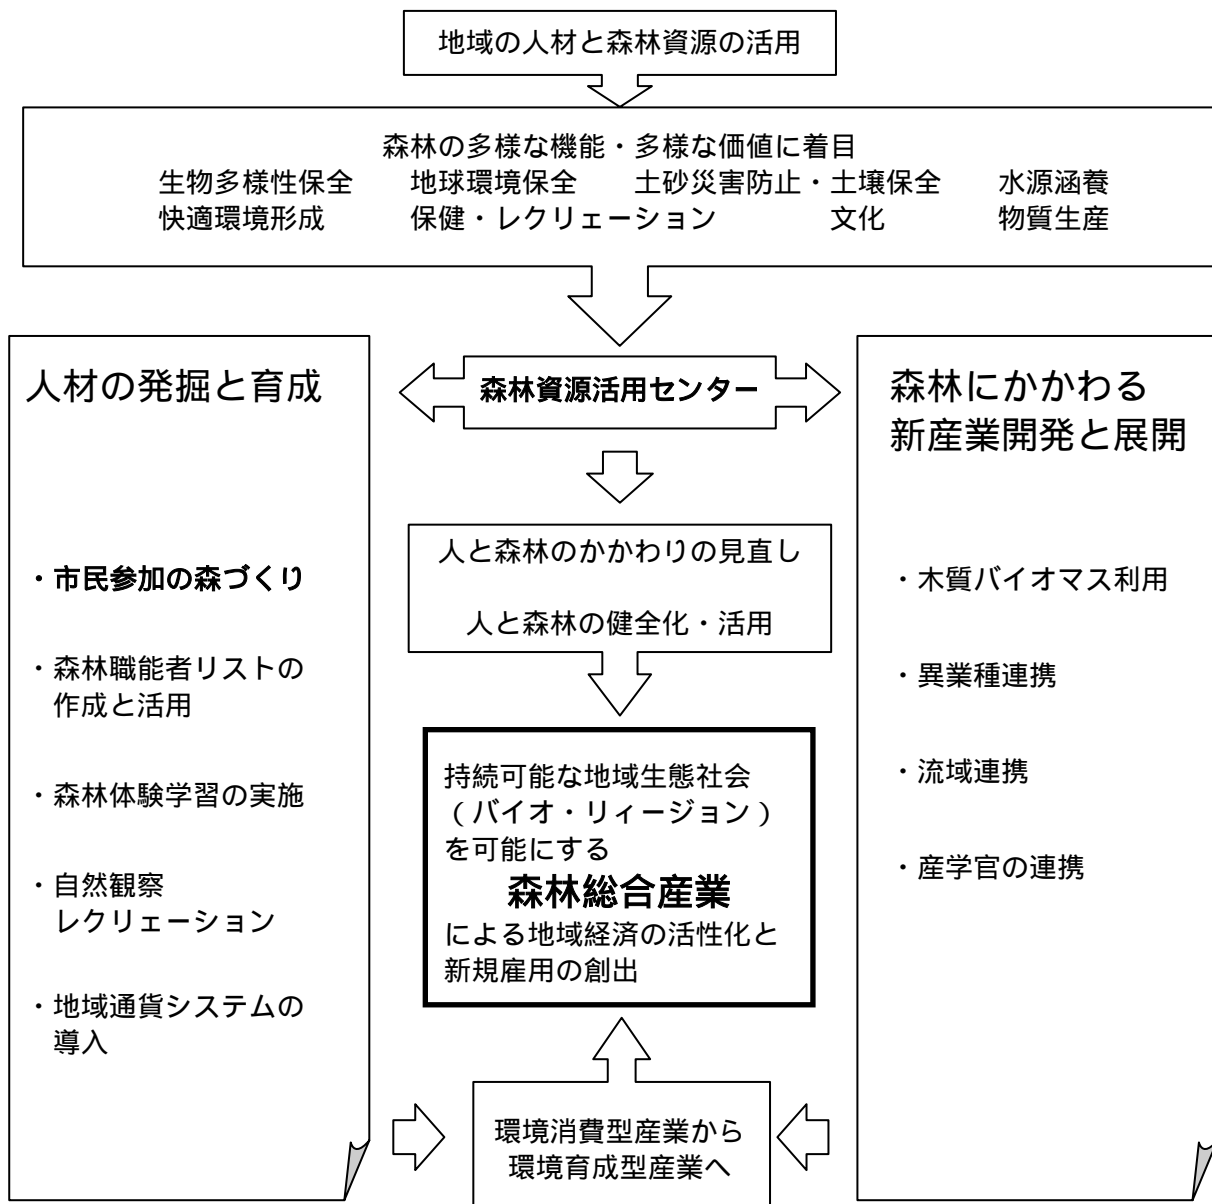 地域の人材と森林資源の活用
森林の多様な機能・多様な価値に着目
生物多様性保全 地球環境保全 土砂災害防止・土壌保全 水源涵養
快適環境形成 保健・レクリェーション 文化 物質生産
人材の発掘と育成
・市民参加の森づくり
・森林職能者リストの
作成と活用
・森林体験学習の実施
・自然観察
レクリェーション
・地域通貨システムの
導入
森林資源活用センター
人と森林のかかわりの見直し
人と森林の健全化・活用
持続可能な地域生態社会
（バイオ・リィージョン）
を可能にする
森林総合産業
による地域経済の活性化と
新規雇用の創出
環境消費型産業から
環境育成型産業へ
森林にかかわる
新産業開発と展開
・木質バイオマス利用
・異業種連携
・流域連携
・産学官の連携